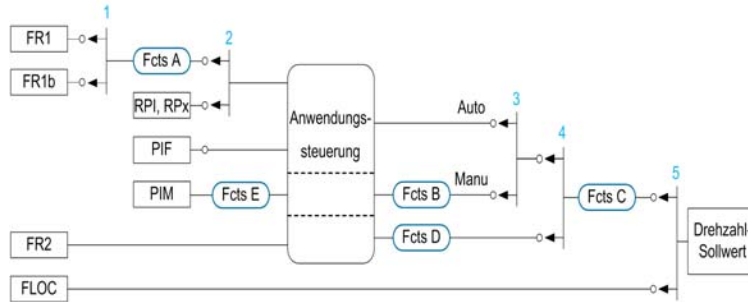 1
FR1
Fcts A
2
FR1b
RPI, RPx
Anwendungs-
steuerung
Auto
3
4
PIF
PIM
Fcts E
Fcts B
Manu
Fcts C
5
FR2
Fcts D
Drehzahl-
Sollwert
FLOC